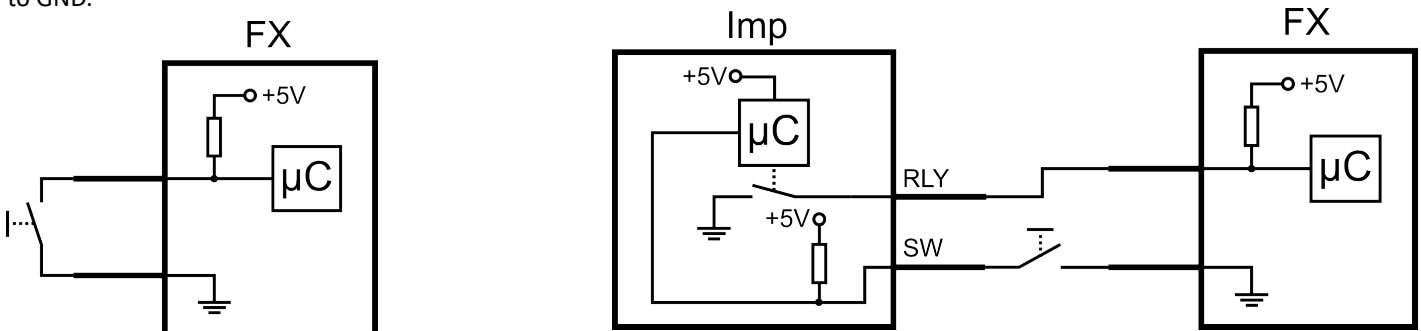 to GND.
FX
+5V
µC
Imp
+5V
µC
RLY
+5V
SW
FX
+5V
µC